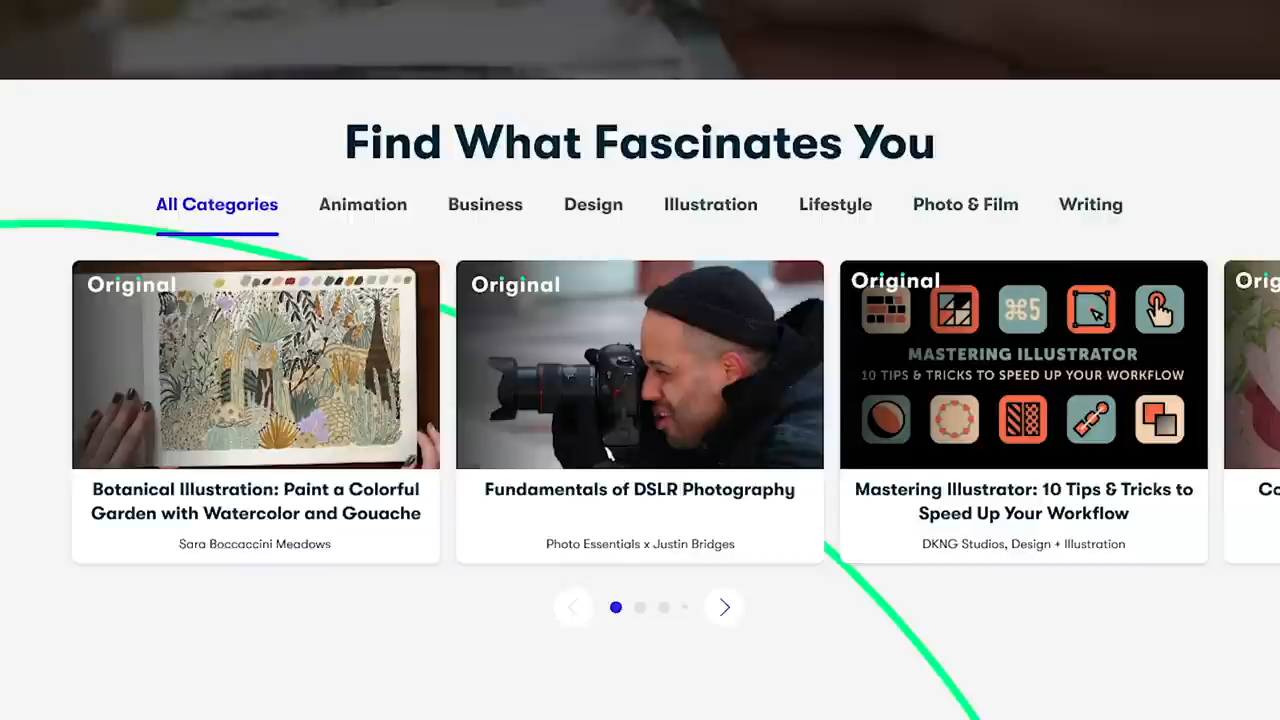 Find What Fascinates You
All Categories Animation Business Design Illustration Lifestyle Photo & Film Writing
Original
Original
Original
⌘5
MASTERING ILLUSTRATOR
10 TIPS & TRICKS TO SPEED UP YOUR WORKFLOW
Botanical Illustration: Paint a Colorful
Garden with Watercolor and Gouache
Sara Boccaccini Meadows
Fundamentals of DSLR Photography
Photo Essentials x Justin Bridges
Mastering Illustrator: 10 Tips & Tricks to
Speed Up Your Workflow
DKNG Studios, Design + Illustration